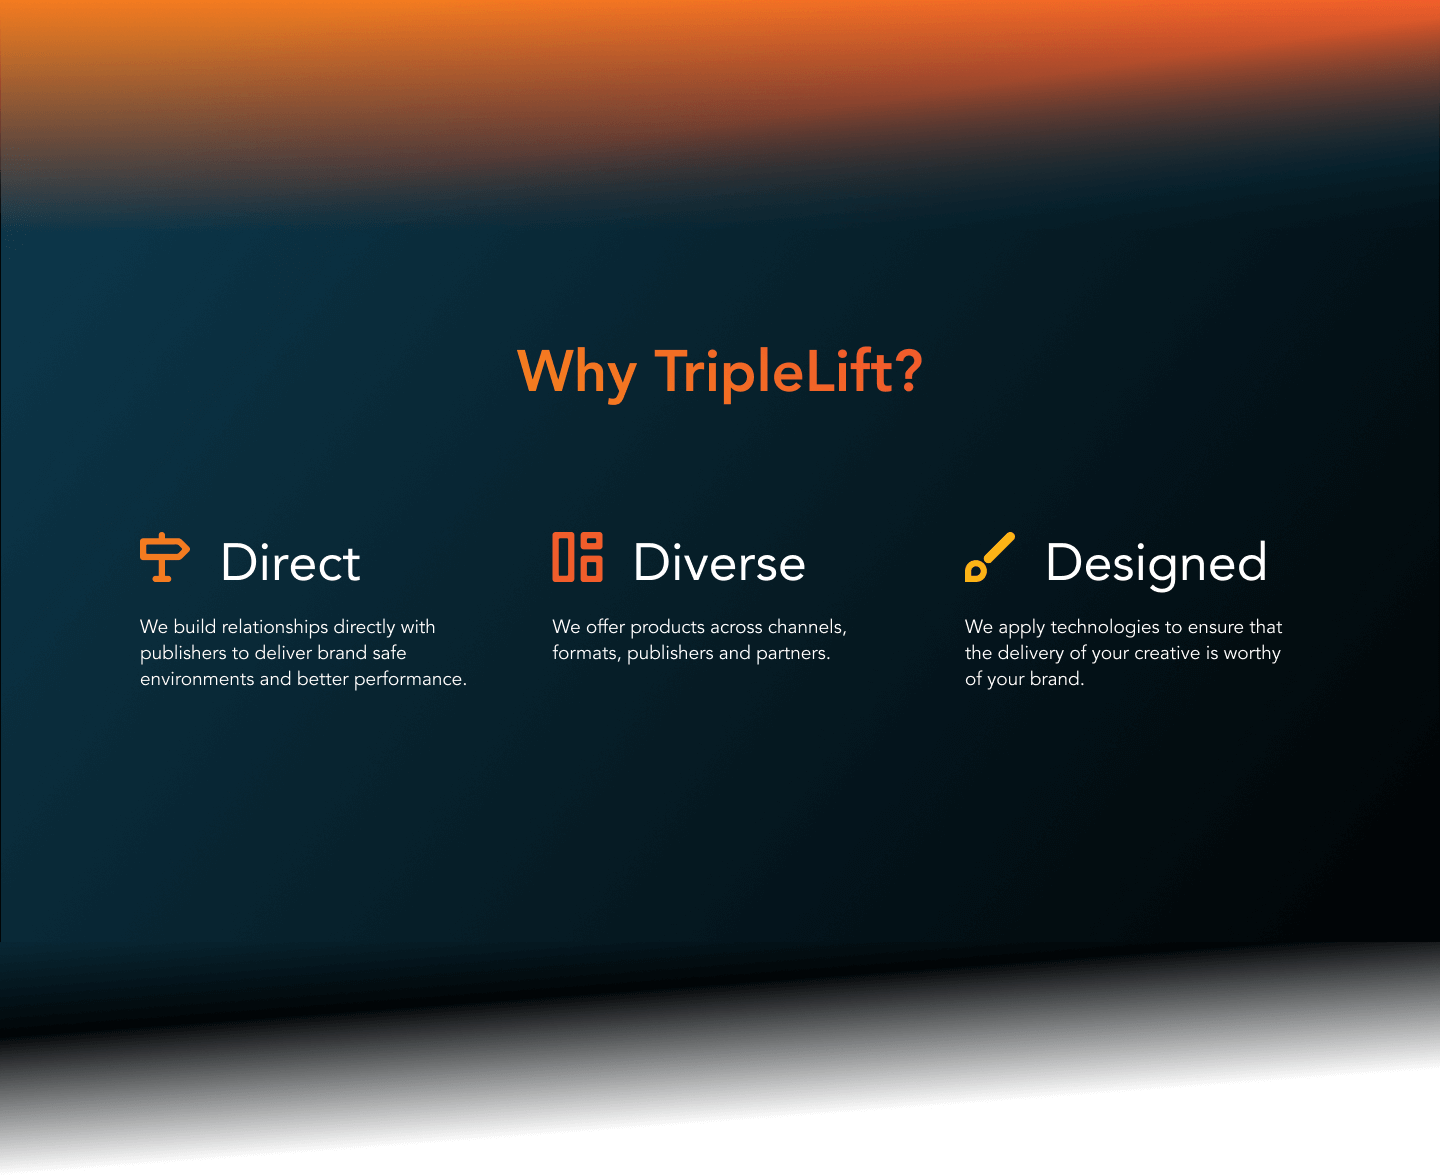 Why TripleLift?
Direct
We build relationships directly with
publishers to deliver brand safe
environments and better performance.
Diverse
We offer products across channels,
formats, publishers and partners.
Designed
We apply technologies to ensure that
the delivery of your creative is worthy
of your brand.